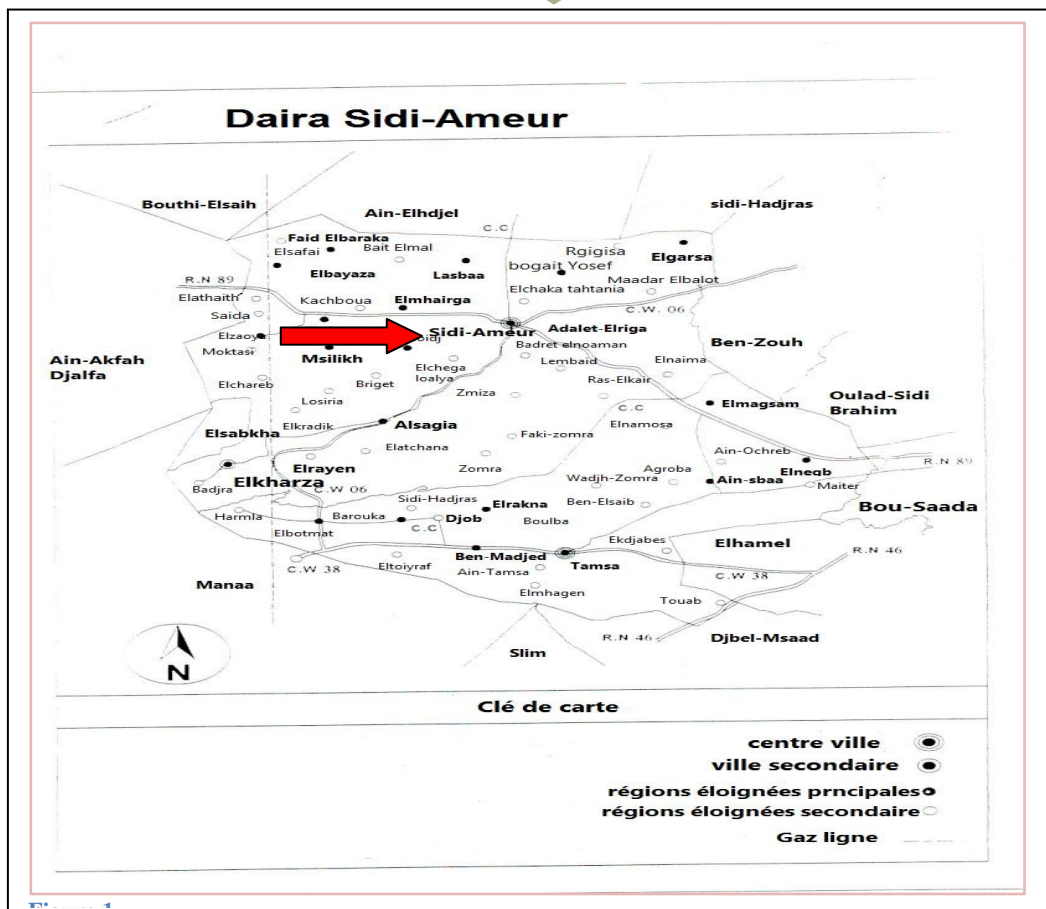 Daira Sidi-Ameur
Bouthi-Elsaih
sidi-Hadjras
Ain-Elhdjel
C.C
Faid Elbaraka
Elsafai
Bait Elmal
Rgigisa
Elgarsa
bogait Yosef
Elbayaza
Lasbaa
Maadar Elbalot
R.N 89
Elchaka tahtania
Elathaith
Kachboua
Elmhairga
C.W. 06
Saida
Elzaoya
Sidi-Ameur
Adalet-Elriga
Moktasi
Msilikh
Badret elnoaman
Ben-Zouh
Ain-Akfah
Djalfa
Elchega
loalya
Lembaid
Elnaima
Elchareb
Briget
Ras-Elkair
Losiria
Zmiza
Elmagsam
Oulad-Sidi
Brahim
C.C
Elkradik
Alsagia
Elnamosa
Elsabkha
Faki-zomra
Elatchana
Ain-Ochreb
Elrayen
Zomra
Agroba
Elneqb
R.N 89
Elkharza
C.W 06
Wadjh-Zomra
Ain-sbaa
Maiter
Badjra
Sidi-Hadjras
Elrakna
Ben-Elsaib
Bou-Saada
Harmla
Barouka
Djob
Boulba
Elbotmat
C.C
Ekdjabes
Elhamel
Ben-Madjed
Tamsa
R.N 46
C.W 38
Eltoiyraf
Ain-Tamsa
C.W 38
Manaa
Elmhagen
Touab
R.N 46
Djbel-Msaad
Slim
N
Clé de carte
centre ville
ville secondaire
régions éloignées prncipales
régions éloignées secondaire
Gaz ligne